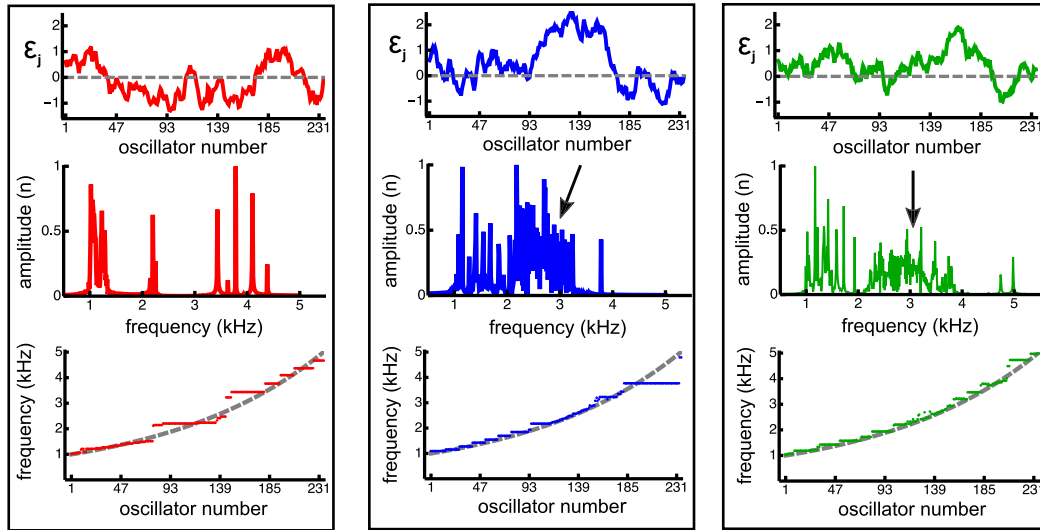 ε_j
2
1
0
−1
1 47 93 139 185 231
oscillator number
amplitude (n)
1
0.5
0
1 2 3 4 5
frequency (kHz)
frequency (kHz)
5
4
3
2
1
1 47 93 139 185 231
oscillator number
ε_j
2
1
0
−1
1 47 93 139 185 231
oscillator number
amplitude (n)
1
0.5
0
1 2 3 4 5
frequency (kHz)
frequency (kHz)
5
4
3
2
1
1 47 93 139 185 231
oscillator number
ε_j
2
1
0
−1
1 47 93 139 185 231
oscillator number
amplitude (n)
1
0.5
0
1 2 3 4 5
frequency (kHz)
frequency (kHz)
5
4
3
2
1
1 47 93 139 185 231
oscillator number